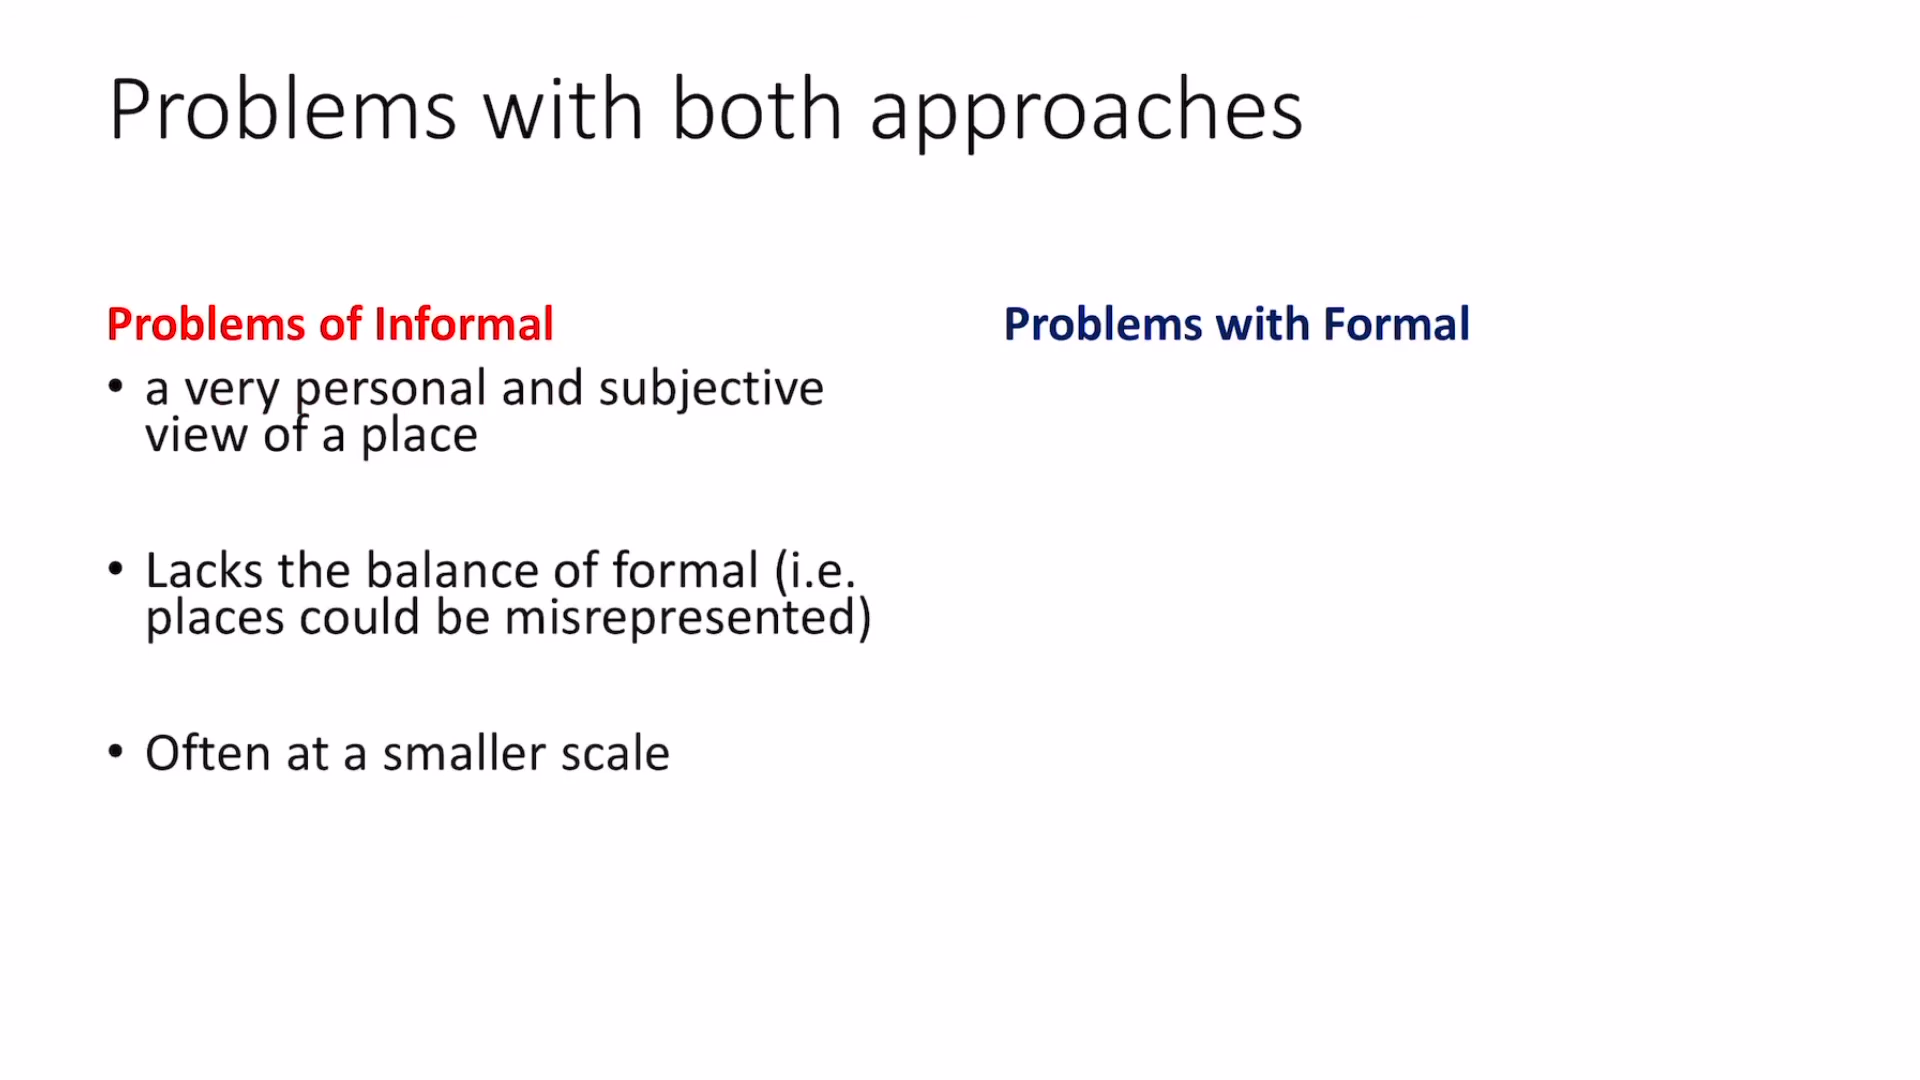 Problems with both approaches
Problems of Informal
• a very personal and subjective
view of a place
• Lacks the balance of formal (i.e.
places could be misrepresented)
• Often at a smaller scale
Problems with Formal